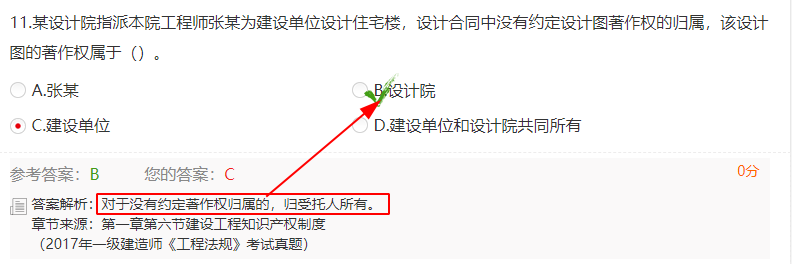 11.某设计院指派本院工程师张某为建设单位设计住宅楼，设计合同中没有约定设计图著作权的归属，该设计
图的著作权属于（）。
A.张某
B.设计院
C.建设单位
D.建设单位和设计院共同所有
参考答案：B 您的答案：C 0分
答案解析：对于没有约定著作权归属的，归受托人所有。
章节来源：第一章第六节建设工程知识产权制度
（2017年一级建造师《工程法规》考试真题）